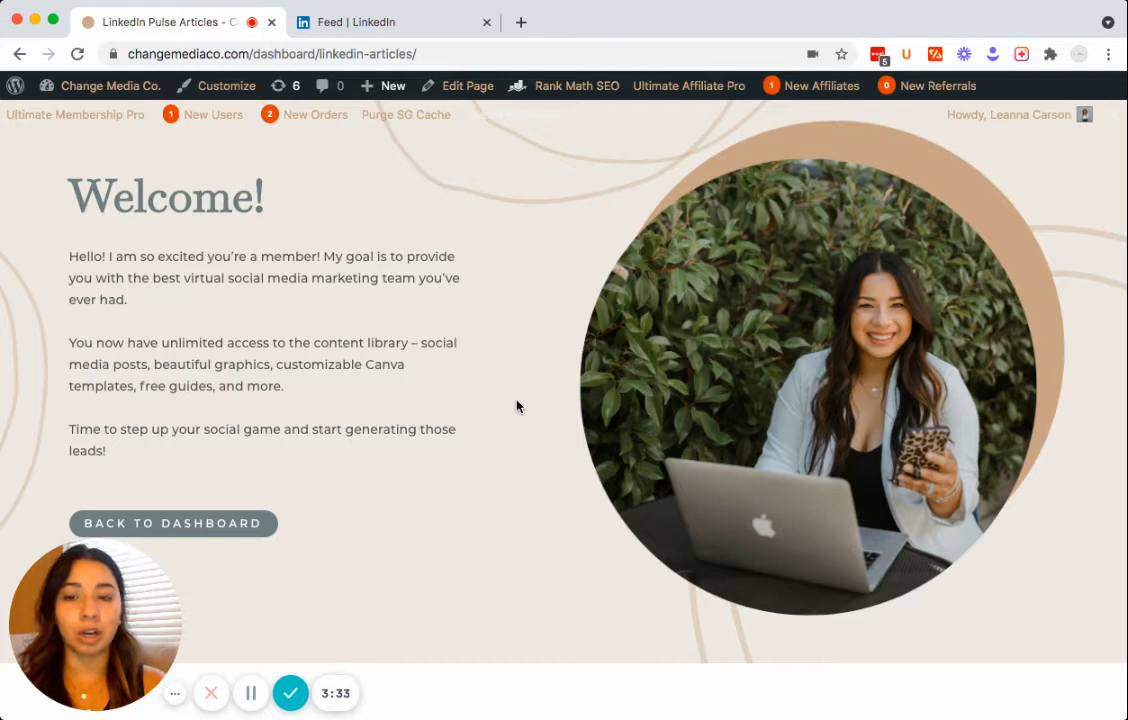 LinkedIn Pulse Articles - C
Feed | LinkedIn
changemediaco.com/dashboard/linkedin-articles/
5
Change Media Co. Customize 6 0 New Edit Page Rank Math SEO Ultimate Affiliate Pro 1 New Affiliates 0 New Referrals
Ultimate Membership Pro 1 New Users 2 New Orders Purge SG Cache Howdy, Leanna Carson
Welcome!
Hello! I am so excited you’re a member! My goal is to provide
you with the best virtual social media marketing team you’ve
ever had.
You now have unlimited access to the content library – social
media posts, beautiful graphics, customizable Canva
templates, free guides, and more.
Time to step up your social game and start generating those
leads!
BACK TO DASHBOARD
3:33